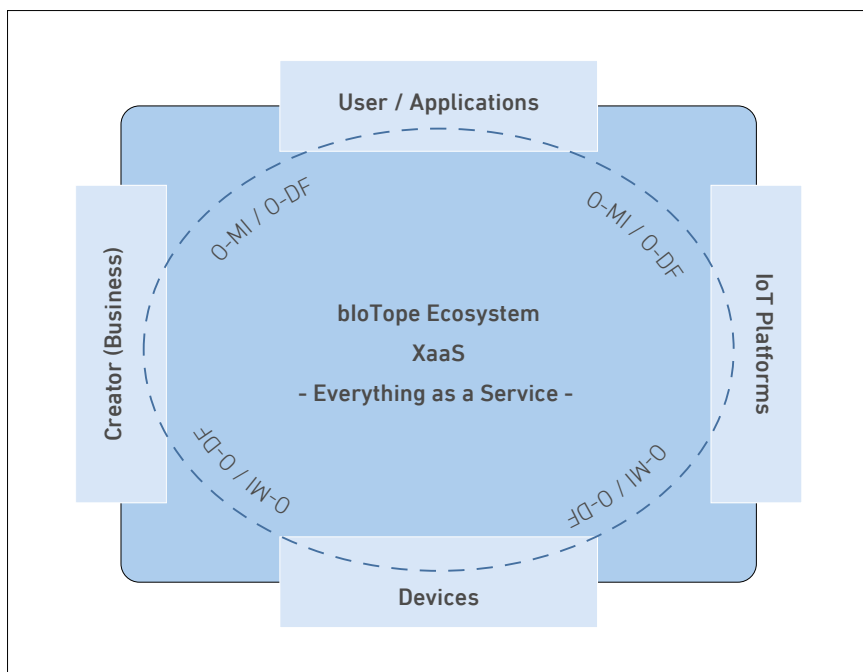 User / Applications
O-MI / O-DF
O-MI / O-DF
Creator (Business)
IoT Platforms
bIoTope Ecosystem
XaaS
- Everything as a Service -
O-MI / O-DF
O-MI / O-DF
Devices